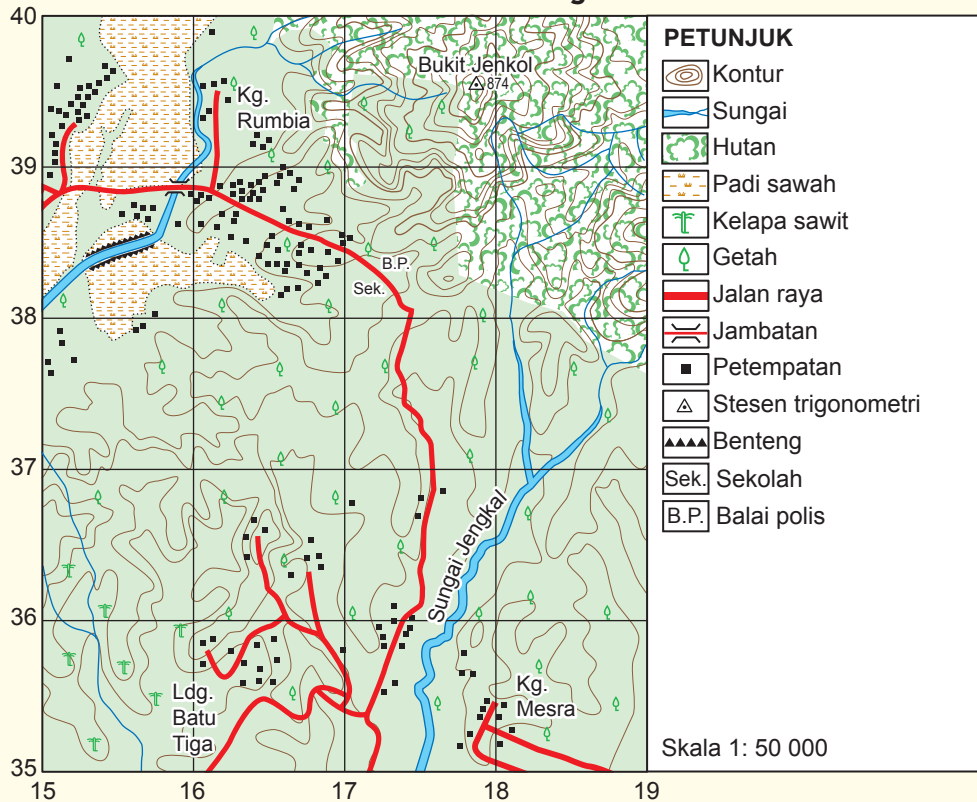 40
39
38
37
36
35
15
16
17
18
19
Bukit Jenkol
874
Kg.
Rumbia
B.P.
Sek.
Sungai Jengkal
Ldg.
Batu
Tiga
Kg.
Mesra
PETUNJUK
Kontur
Sungai
Hutan
Padi sawah
Kelapa sawit
Getah
Jalan raya
Jambatan
Petempatan
Stesen trigonometri
Benteng
Sek. Sekolah
B.P. Balai polis
Skala 1: 50 000